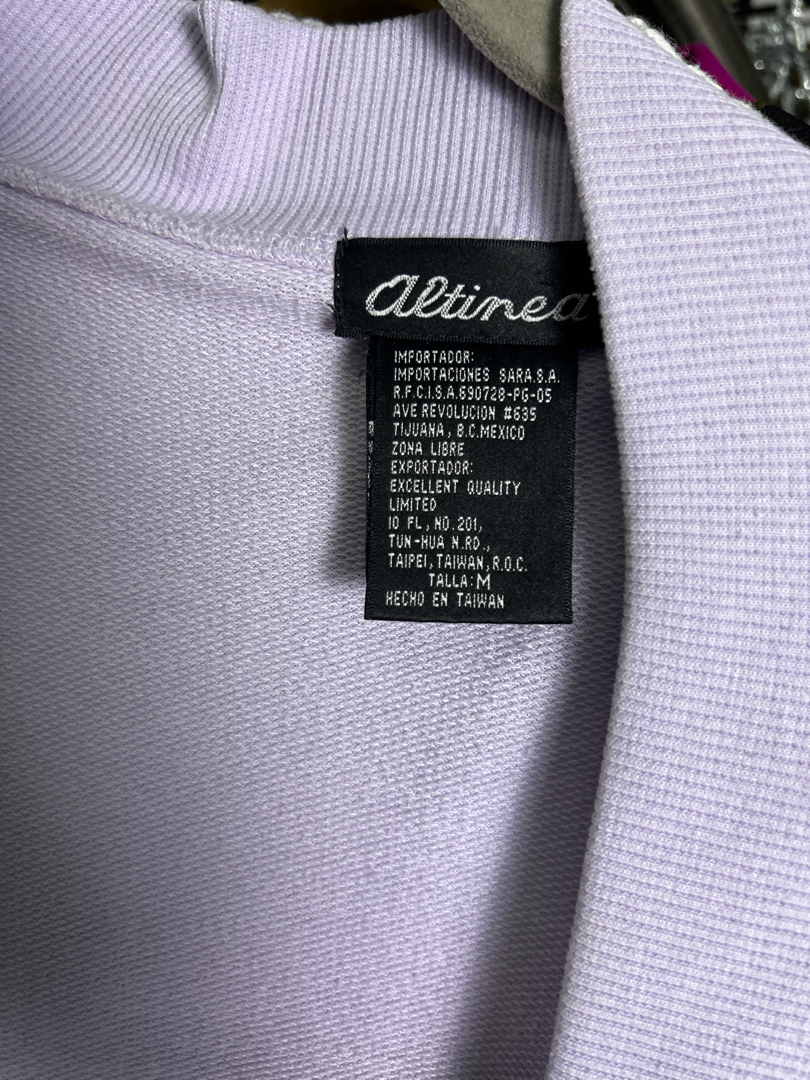 Altinea
IMPORTADOR:
IMPORTACIONES SARA.S.A.
R.F.C.I.S.A.690728-PG-05
AVE REVOLUCION #635
TIJUANA, B.C.MEXICO
ZONA LIBRE
EXPORTADOR:
EXCELLENT QUALITY
LIMITED
10 FL, NO.201,
TUN-HUA N.RD.,
TAIPEI, TAIWAN, R.O.C.
TALLA:M
HECHO EN TAIWAN